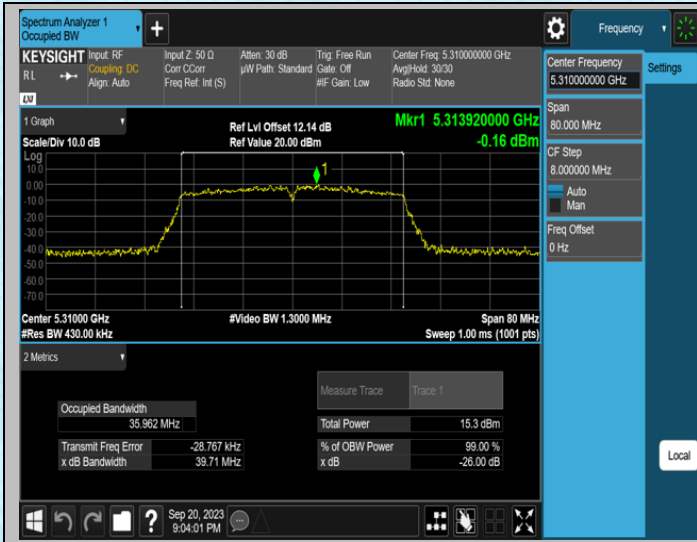 Spectrum Analyzer 1
Occupied BW
Frequency
KEYSIGHT
RL
LXI
Input: RF
Coupling: DC
Align: Auto
Input Z: 50 Ω
Corr CCorr
Freq Ref: Int (S)
Atten: 30 dB
µW Path: Standard
Trig: Free Run
Gate: Off
#IF Gain: Low
Center Freq: 5.310000000 GHz
Avg|Hold: 30/30
Radio Std: None
1 Graph
Scale/Div 10.0 dB
Ref Lvl Offset 12.14 dB
Ref Value 20.00 dBm
Mkr1 5.313920000 GHz
-0.16 dBm
Log
10.0
0.00
-10.0
-20.0
-30.0
-40.0
-50.0
-60.0
-70.0
1
Center 5.31000 GHz
#Res BW 430.00 kHz
#Video BW 1.3000 MHz
Span 80 MHz
Sweep 1.00 ms (1001 pts)
2 Metrics
Measure Trace
Trace 1
Occupied Bandwidth
35.962 MHz
Total Power
15.3 dBm
Transmit Freq Error
-28.767 kHz
% of OBW Power
99.00 %
x dB Bandwidth
39.71 MHz
x dB
-26.00 dB
Center Frequency
5.310000000 GHz
Settings
Span
80.000 MHz
CF Step
8.000000 MHz
Auto
Man
Freq Offset
0 Hz
Local
?
Sep 20, 2023
9:04:01 PM